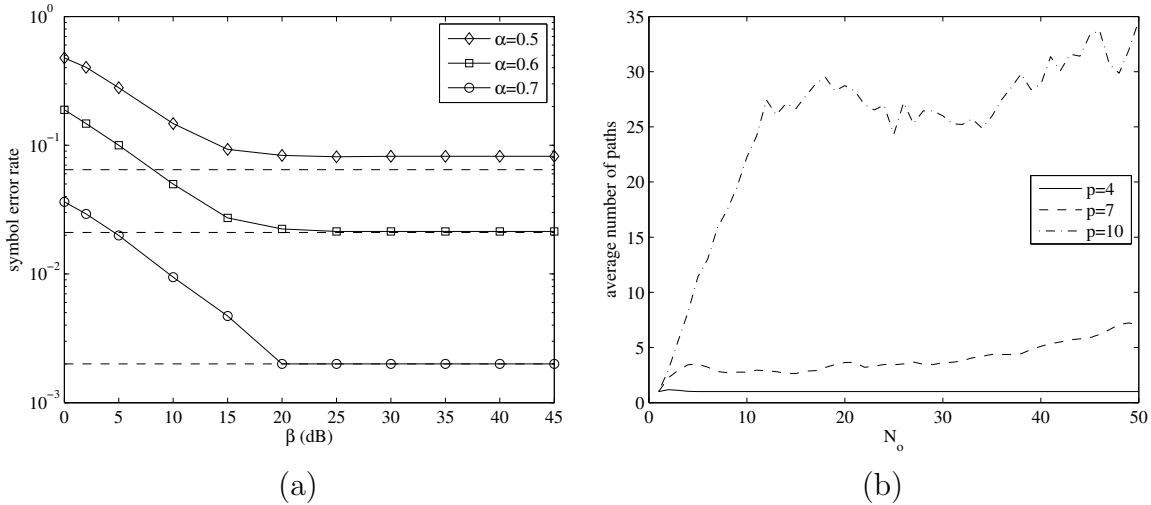 10^0
10^-1
10^-2
10^-3
symbol error rate
0 5 10 15 20 25 30 35 40 45
β (dB)
α=0.5
α=0.6
α=0.7
(a)
35
30
25
20
15
10
5
0
average number of paths
0 10 20 30 40 50
N_o
p=4
p=7
p=10
(b)